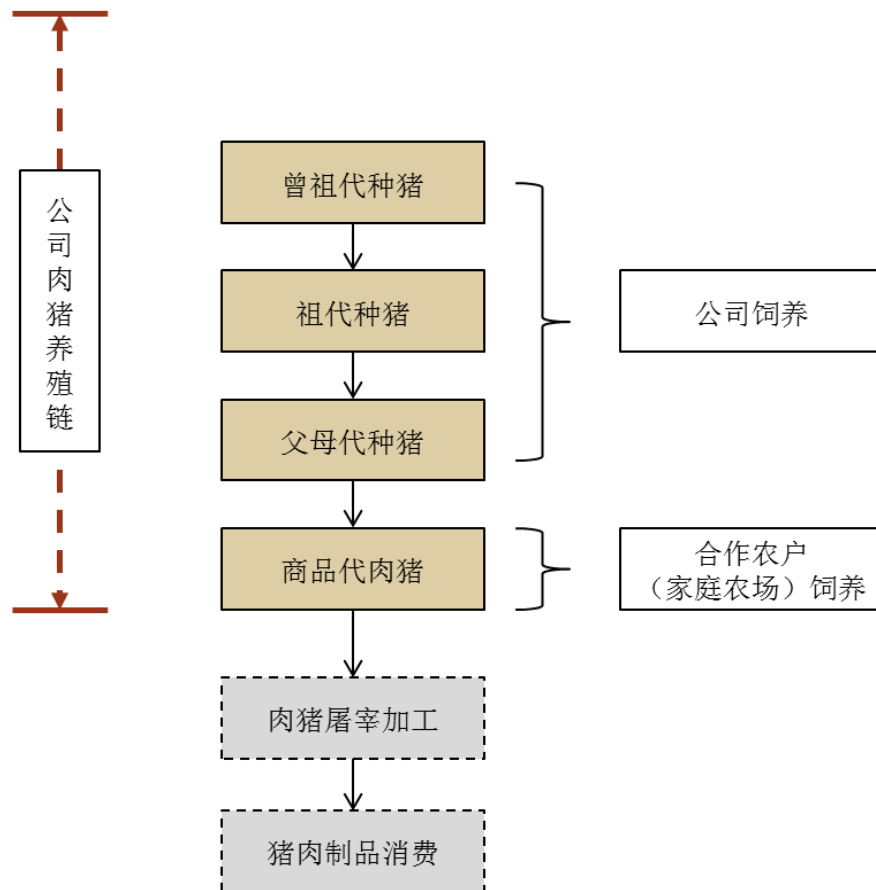 公司肉猪养殖链
曾祖代种猪
祖代种猪
公司饲养
父母代种猪
商品代肉猪
合作农户
（家庭农场）饲养
肉猪屠宰加工
猪肉制品消费